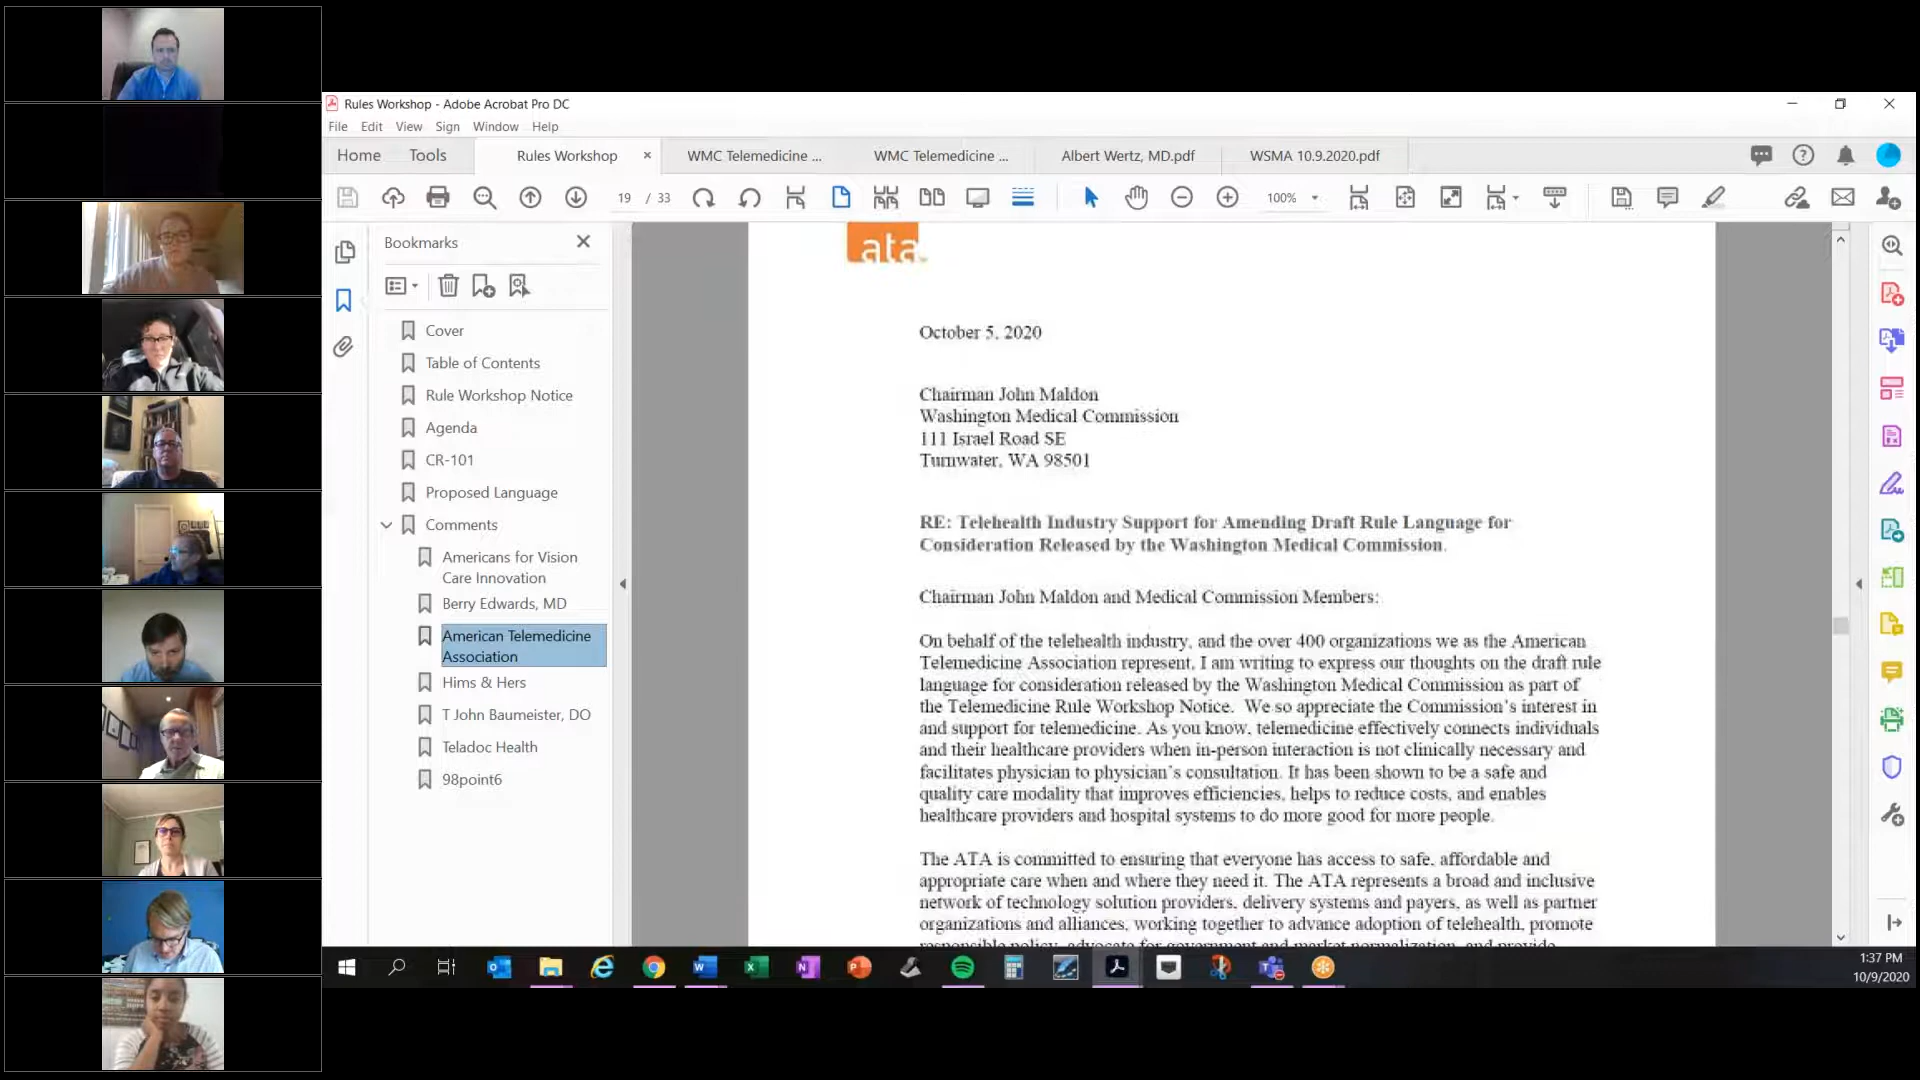 Rules Workshop - Adobe Acrobat Pro DC
File Edit View Sign Window Help
Home Tools Rules Workshop WMC Telemedicine ... WMC Telemedicine ... Albert Wertz, MD.pdf WSMA 10.9.2020.pdf
19 / 33 100%
Bookmarks
Cover
Table of Contents
Rule Workshop Notice
Agenda
CR-101
Proposed Language
Comments
Americans for Vision
Care Innovation
Berry Edwards, MD
American Telemedicine
Association
Hims & Hers
T John Baumeister, DO
Teladoc Health
98point6
ata
October 5, 2020
Chairman John Maldon
Washington Medical Commission
111 Israel Road SE
Tumwater, WA 98501
RE: Telehealth Industry Support for Amending Draft Rule Language for
Consideration Released by the Washington Medical Commission.
Chairman John Maldon and Medical Commission Members:
On behalf of the telehealth industry, and the over 400 organizations we as the American
Telemedicine Association represent, I am writing to express our thoughts on the draft rule
language for consideration released by the Washington Medical Commission as part of
the Telemedicine Rule Workshop Notice. We so appreciate the Commission's interest in
and support for telemedicine. As you know, telemedicine effectively connects individuals
and their healthcare providers when in-person interaction is not clinically necessary and
facilitates physician to physician's consultation. It has been shown to be a safe and
quality care modality that improves efficiencies, helps to reduce costs, and enables
healthcare providers and hospital systems to do more good for more people.
The ATA is committed to ensuring that everyone has access to safe, affordable and
appropriate care when and where they need it. The ATA represents a broad and inclusive
network of technology solution providers, delivery systems and payers, as well as partner
organizations and alliances, working together to advance adoption of telehealth, promote
responsible policy, advocate for government and market normalization, and provide
1:37 PM
10/9/2020